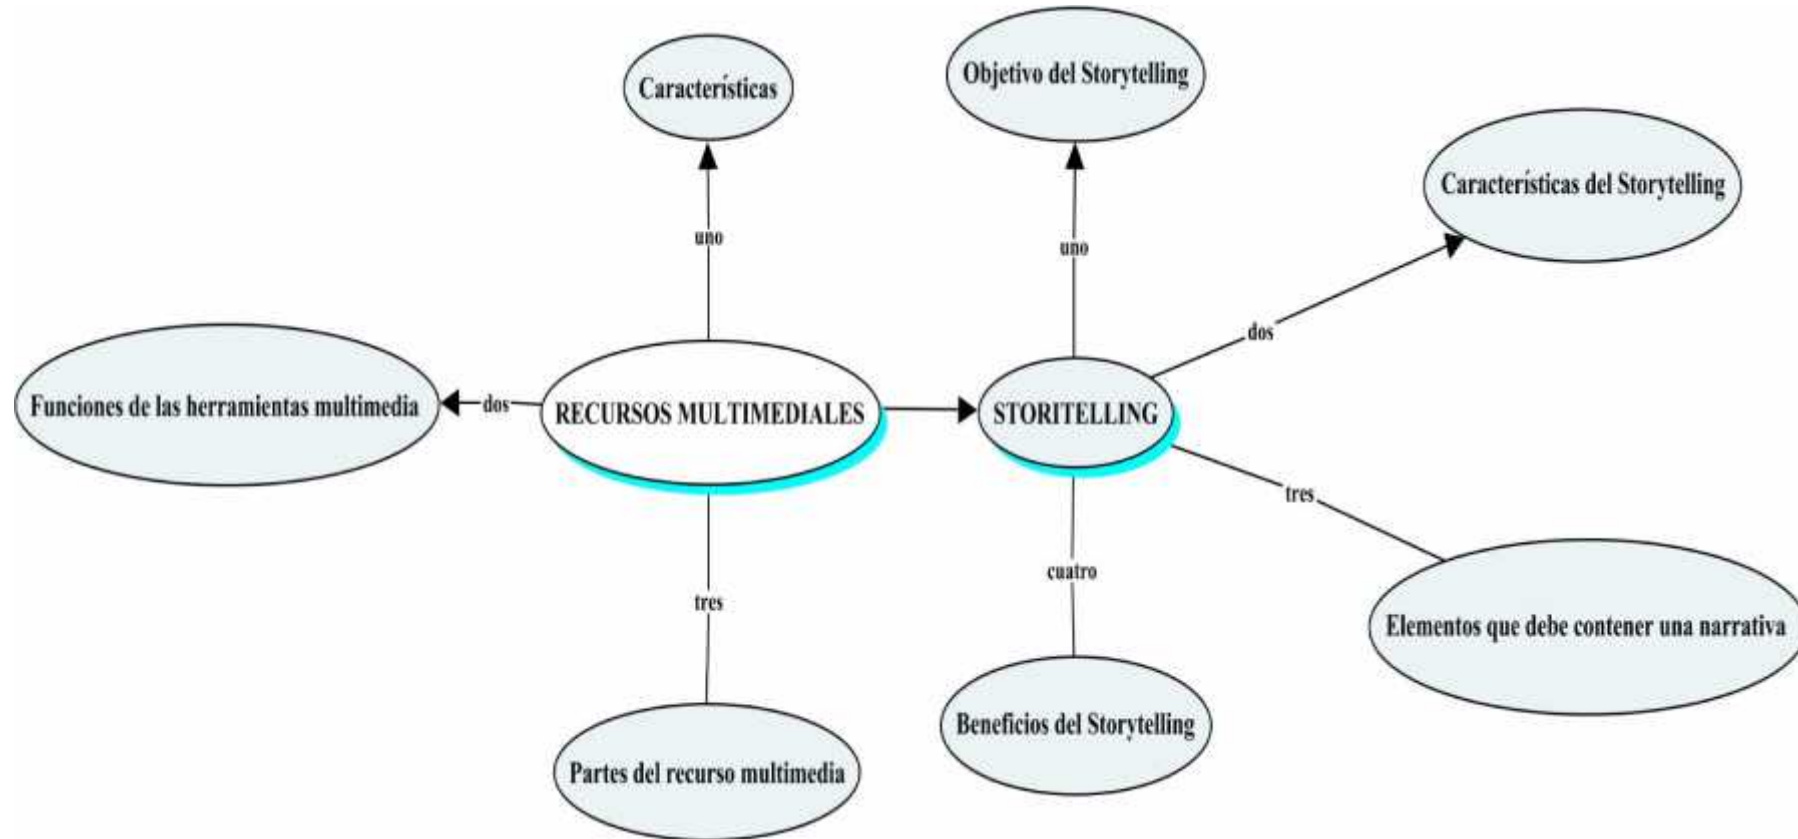 Objetivo del Storytelling
Características
Características del Storytelling
uno
uno
dos
Funciones de las herramientas multimedia
dos
RECURSOS MULTIMEDIALES
STORITELLING
tres
cuatro
tres
Elementos que debe contener una narrativa
Beneficios del Storytelling
Partes del recurso multimedia